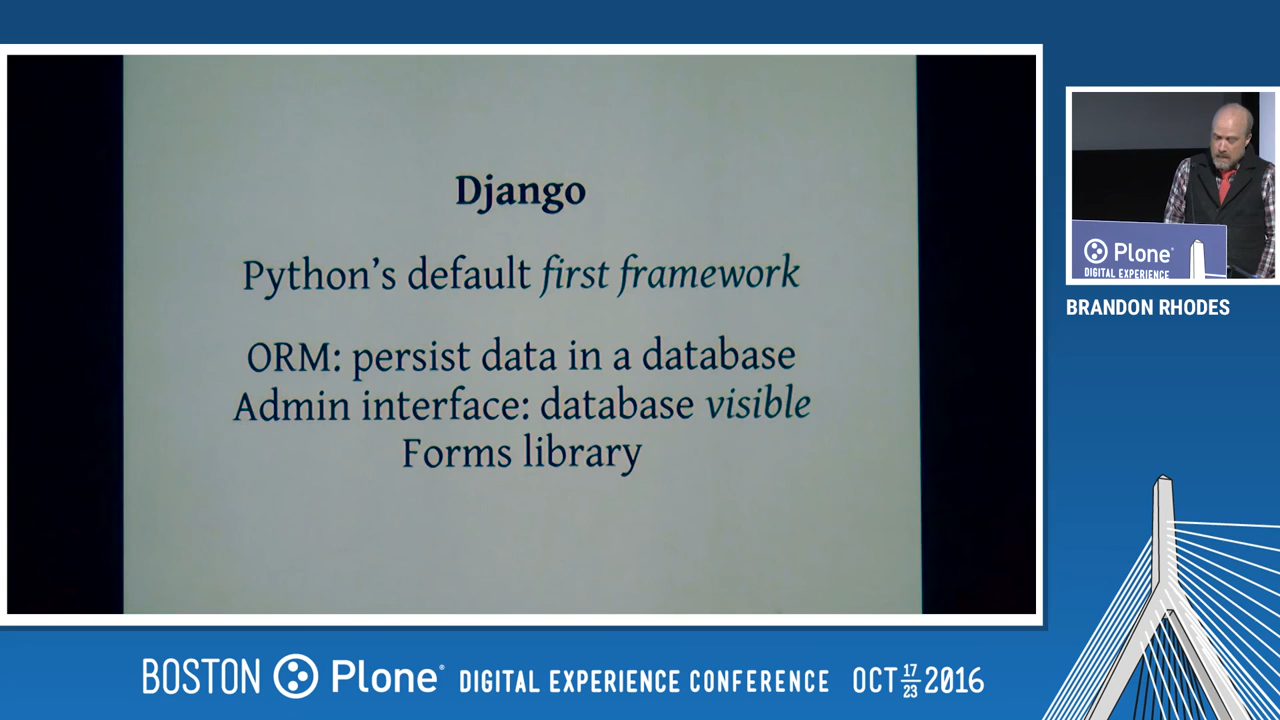 Django
Python’s default first framework
ORM: persist data in a database
Admin interface: database visible
Forms library
Plone®
DIGITAL EXPERIENCE
BRANDON RHODES
BOSTON Plone® DIGITAL EXPERIENCE CONFERENCE OCT 17 23 2016